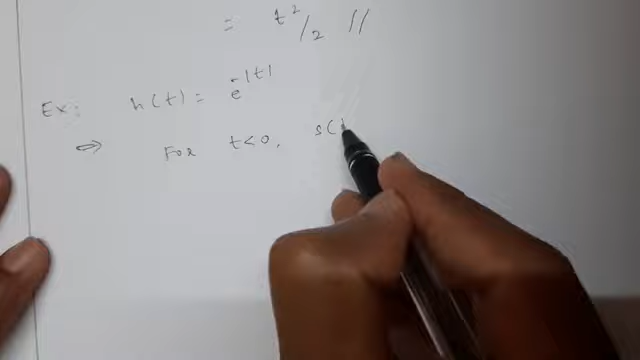 = t²/2 //
Ex: h(t) = e^-|t|
⇒ For t<0, s(